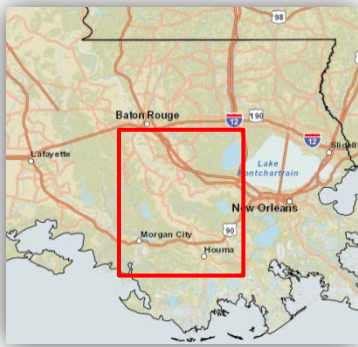 98
Baton Rouge
12
190
12
Slidell
Lafayette
Lake
Pontchartrain
New Orleans
90
Morgan City
Houma